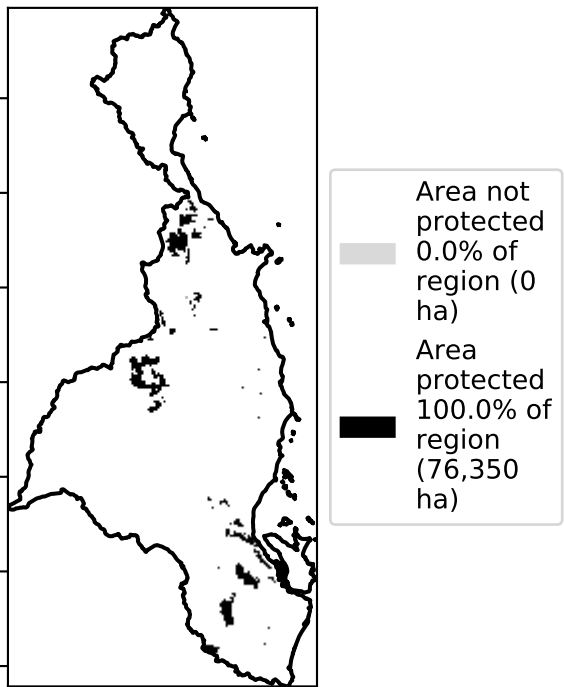 Area not
protected
0.0% of
region (0
ha)
Area
protected
100.0% of
region
(76,350
ha)